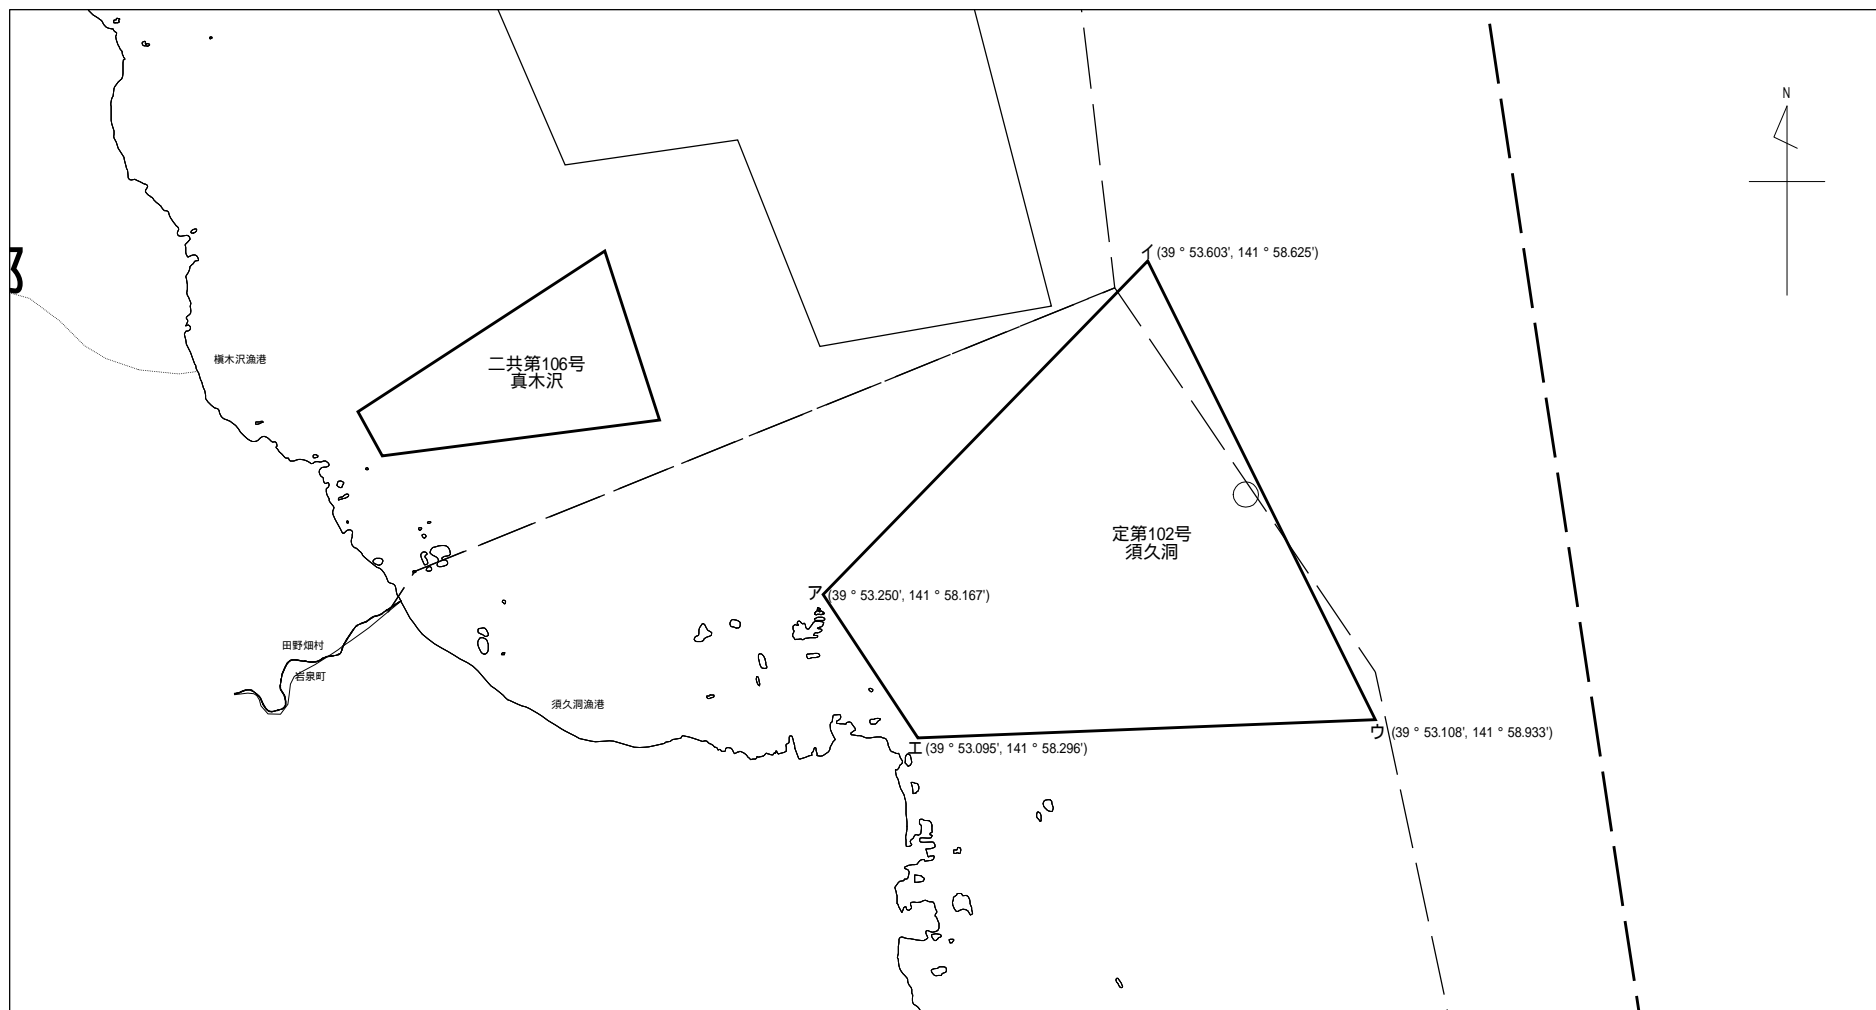 N
イ (39 ° 53.603', 141 ° 58.625')
槇木沢漁港
二共第106号
真木沢
定第102号
須久洞
ア (39 ° 53.250', 141 ° 58.167')
田野畑村
岩泉町
須久洞漁港
ウ (39 ° 53.108', 141 ° 58.933')
エ (39 ° 53.095', 141 ° 58.296')